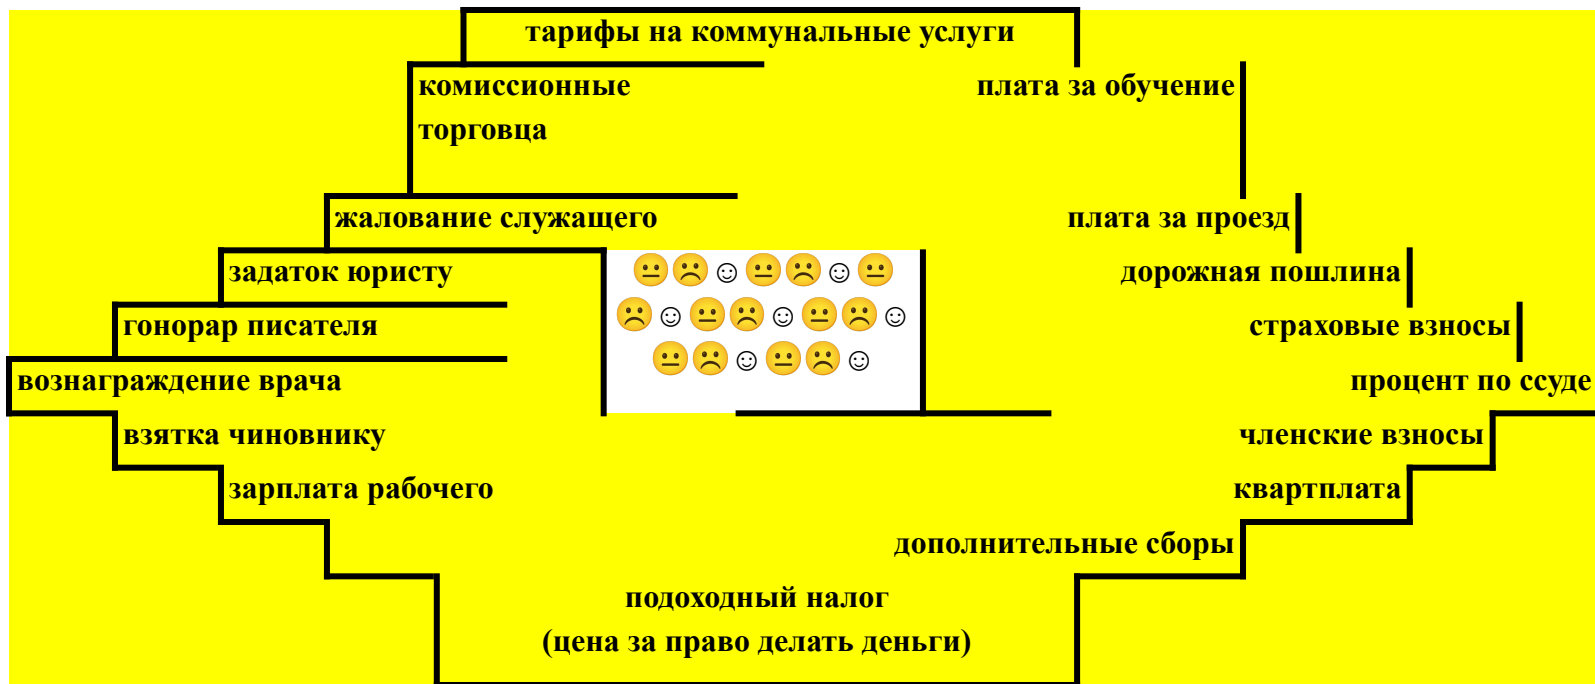 тарифы на коммунальные услуги
комиссионные
торговца
плата за обучение
жалование служащего
плата за проезд
задаток юристу
дорожная пошлина
гонорар писателя
страховые взносы
вознаграждение врача
процент по ссуде
взятка чиновнику
членские взносы
зарплата рабочего
квартплата
дополнительные сборы
подоходный налог
(цена за право делать деньги)